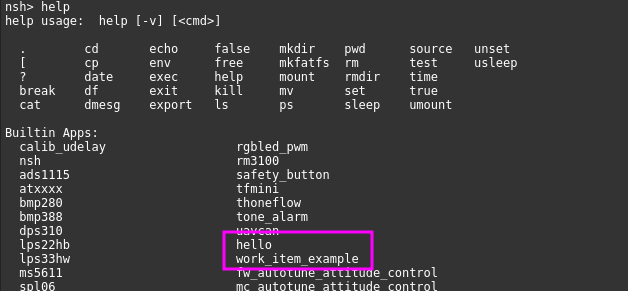 nsh> help
help usage:  help [-v] [<cmd>]
.        cd       echo     false    mkdir    pwd      source   unset
[        cp       env      free     mkfatfs  rm       test     usleep
?        date     exec     help     mount    rmdir    time
break    df       exit     kill     mv       set      true
cat      dmesg    export   ls       ps       sleep    umount
Builtin Apps:
calib_udelay                  rgbled_pwm
nsh                           rm3100
ads1115                       safety_button
atxxxx                        tfmini
bmp280                        thoneflow
bmp388                        tone_alarm
dps310                        uavcan
lps22hb                       hello
lps33hw                       work_item_example
ms5611                        fw_autotune_attitude_control
spl06                         mc_autotune_attitude_control